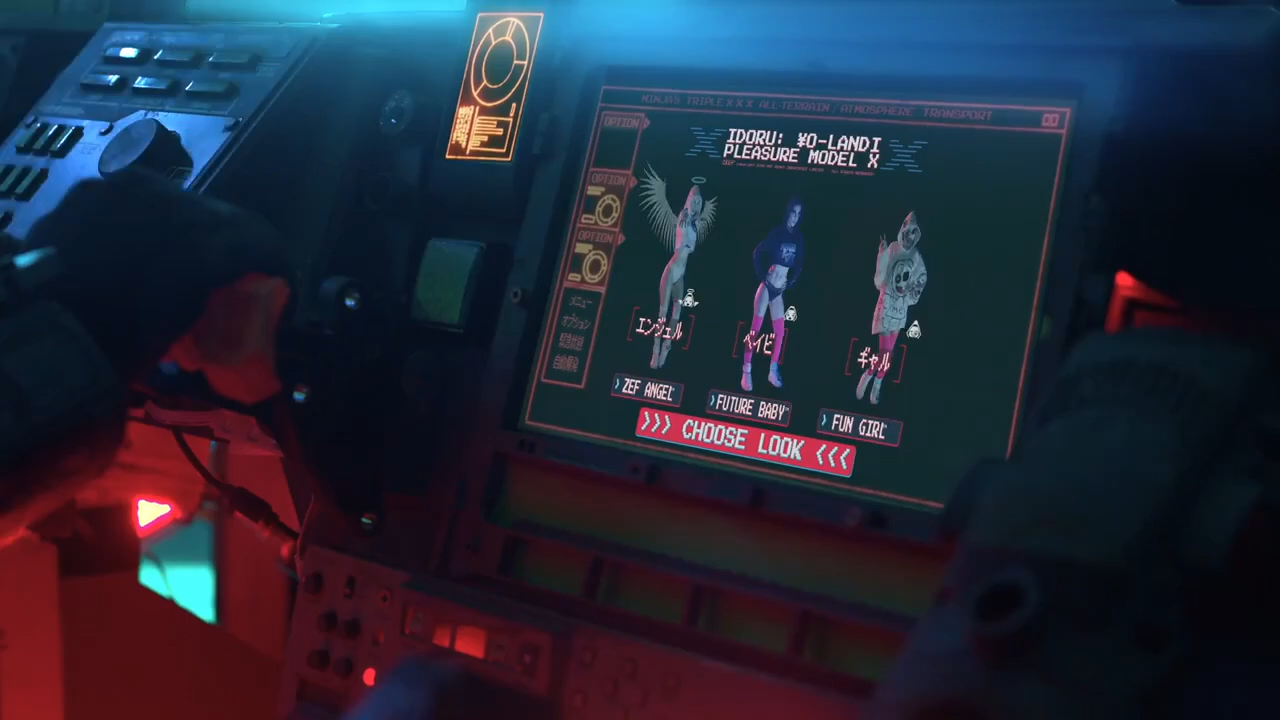 NINJAS TRIPLE X X X ALL-TERRAIN / ATMOSPHERE TRANSPORT
OPTION
OPTION
OPTION
メニュー
オプション
IDORU: ¥O-LANDI
PLEASURE MODEL X
エンジェル
ベイビ
ギャル
ZEF ANGEL
FUTURE BABY
FUN GIRL
>>> CHOOSE LOOK <<<